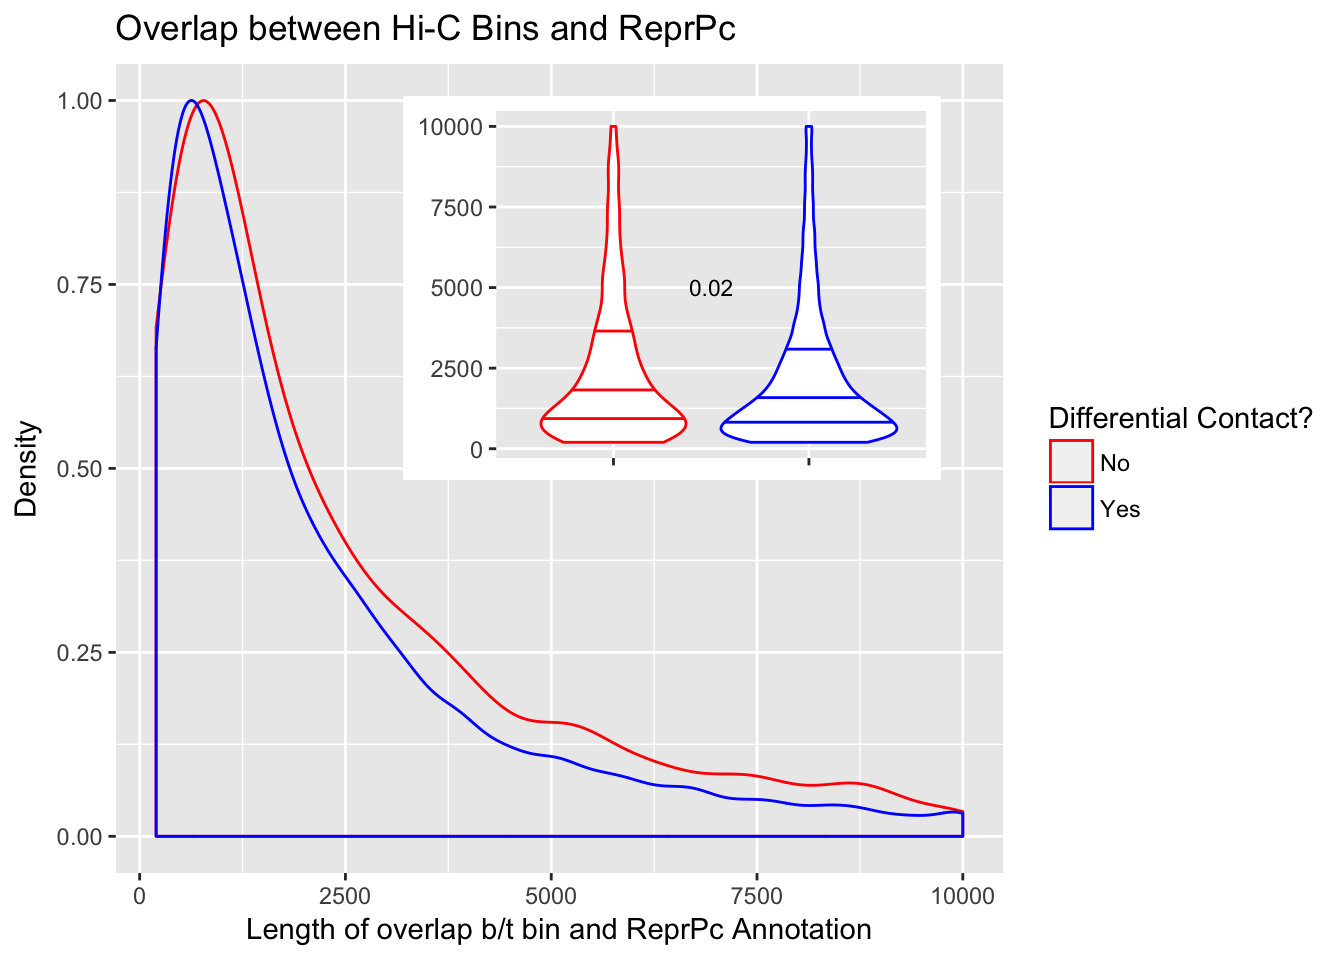 Overlap between Hi-C Bins and ReprPc
1.00
0.75
0.50
0.25
0.00
Density
10000
7500
5000
2500
0
0.02
Differential Contact?
No
Yes
0 2500 5000 7500 10000
Length of overlap b/t bin and ReprPc Annotation